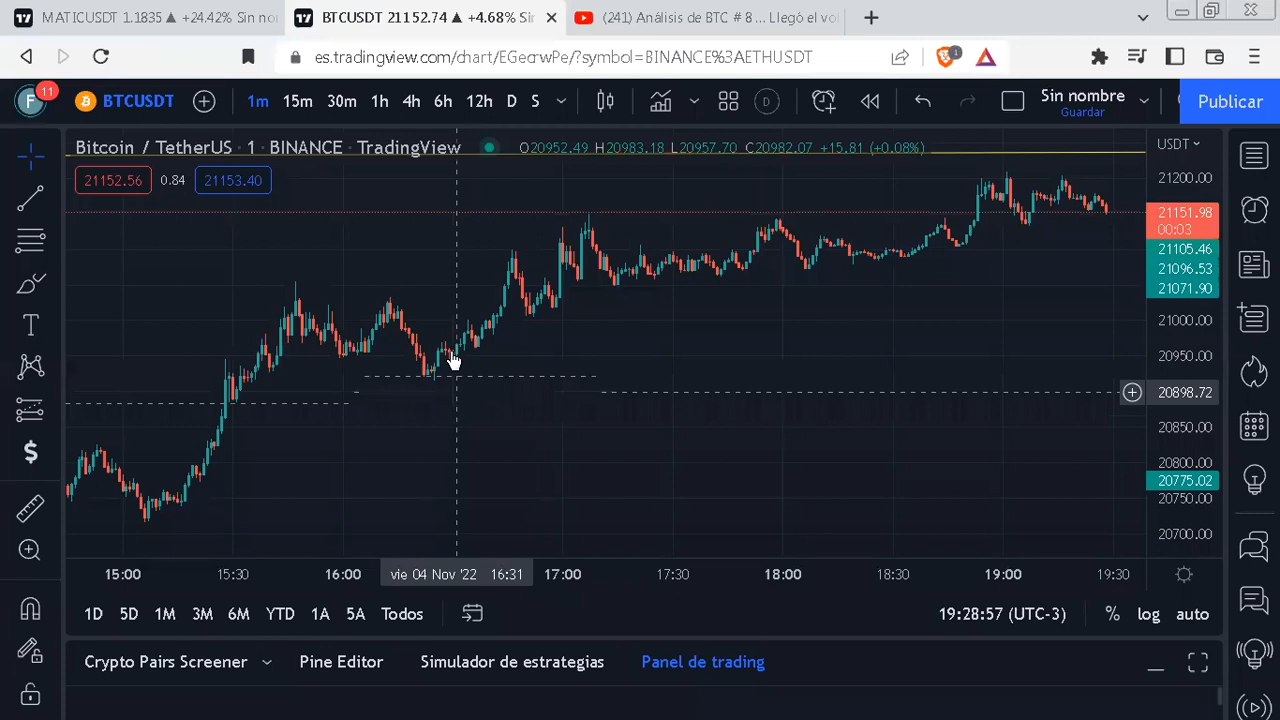 MATICUSDT 1.1835 ▲ +24.42% Sin no
BTCUSDT 21152.74 ▲ +4.68% Sin
(241) Análisis de BTC # 8 ... Llegó el vo
es.tradingview.com/chart/EGeqrwPe/?symbol=BINANCE%3AETHUSDT
1
F
11
BTCUSDT
1m 15m 30m 1h 4h 6h 12h D S
D
Sin nombre
Guardar
Publicar
Bitcoin / TetherUS · 1 · BINANCE · TradingView
O20952.49 H20983.18 L20957.70 C20982.07 +15.81 (+0.08%)
USDT
21152.56 0.84 21153.40
21200.00
21151.98
00:03
21105.46
21096.53
21071.90
21000.00
20950.00
20898.72
20850.00
20800.00
20775.02
20750.00
20700.00
15:00 15:30 16:00 vie 04 Nov '22 16:31 17:00 17:30 18:00 18:30 19:00 19:30
1D 5D 1M 3M 6M YTD 1A 5A Todos
19:28:57 (UTC-3) % log auto
Crypto Pairs Screener Pine Editor Simulador de estrategias Panel de trading